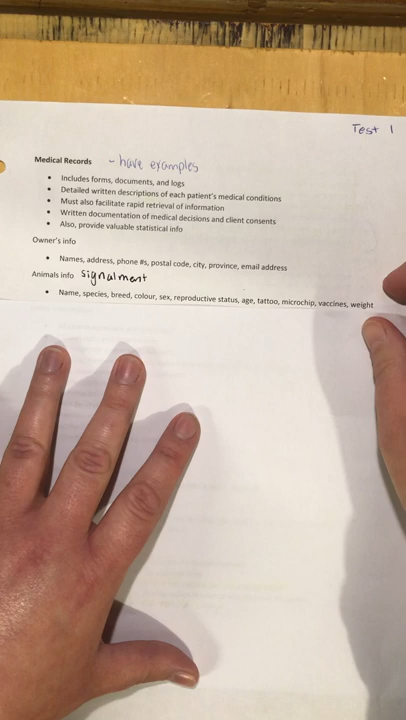 Test 1
Medical Records - have examples
• Includes forms, documents, and logs
• Detailed written descriptions of each patient's medical conditions
• Must also facilitate rapid retrieval of information
• Written documentation of medical decisions and client consents
• Also, provide valuable statistical info
Owner's info
• Names, address, phone #s, postal code, city, province, email address
Animals info Signalment
• Name, species, breed, colour, sex, reproductive status, age, tattoo, microchip, vaccines, weight